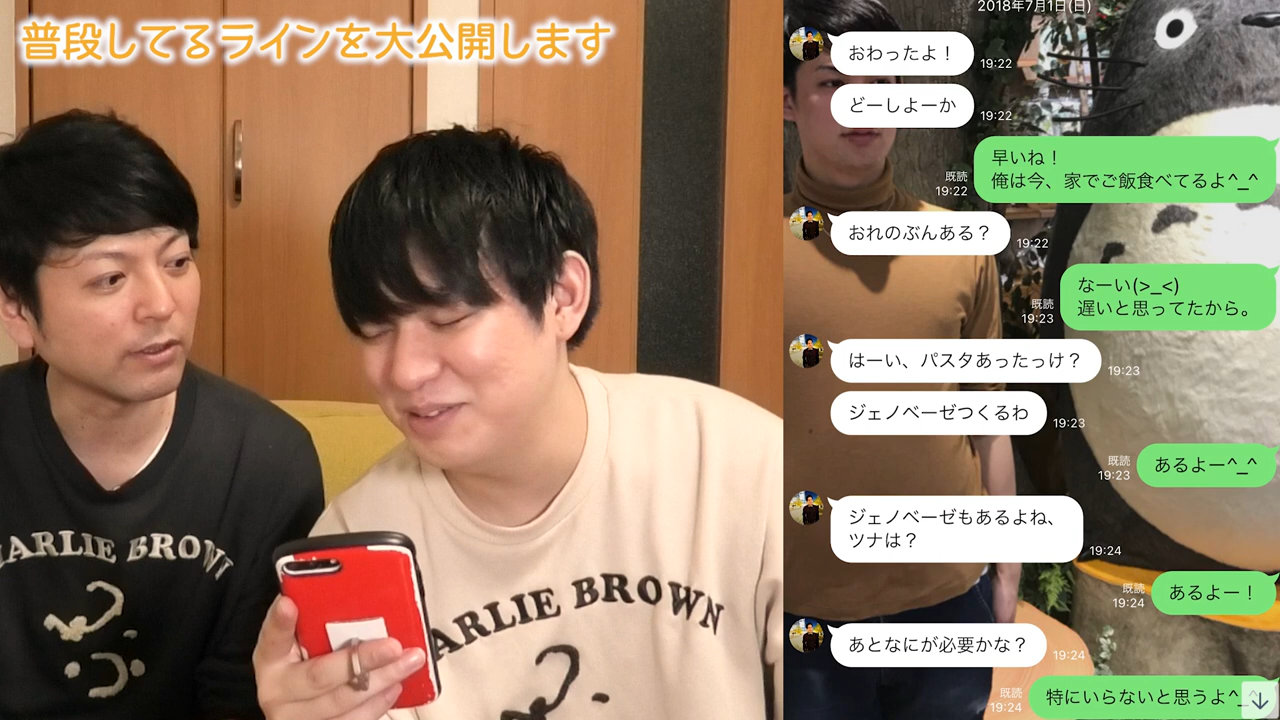 普段してるラインを大公開します
2018年7月1日(日)
おわったよ！
19:22
どーしよーか
19:22
早いね！
俺は今、家でご飯食べてるよ^_^
既読
19:22
おれのぶんある？
19:22
なーい(>_<)
遅いと思ってたから。
既読
19:23
はーい、パスタあったっけ？
19:23
ジェノベーゼつくるわ
19:23
あるよー^_^
既読
19:23
ジェノベーゼもあるよね、
ツナは？
19:24
あるよー！
既読
19:24
あとなにが必要かな？
19:24
特にいらないと思うよ^_^
既読
19:24
ARLIE BROWN
ARLIE BROWN